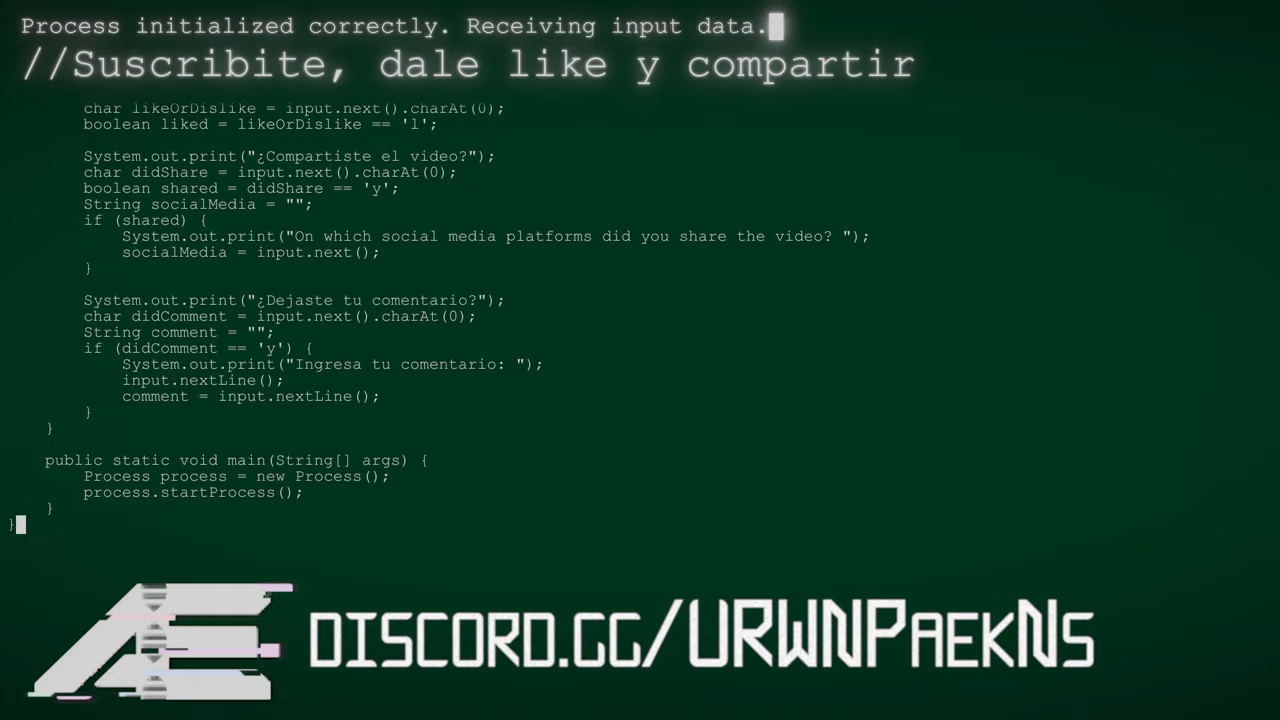 Process initialized correctly. Receiving input data.
//Suscribite, dale like y compartir
char likeOrDislike = input.next().charAt(0);
boolean liked = likeOrDislike == 'l';
System.out.print("¿Compartiste el video?");
char didShare = input.next().charAt(0);
boolean shared = didShare == 'y';
String socialMedia = "";
if (shared) {
System.out.print("On which social media platforms did you share the video? ");
socialMedia = input.next();
}
System.out.print("¿Dejaste tu comentario?");
char didComment = input.next().charAt(0);
String comment = "";
if (didComment == 'y') {
System.out.print("Ingresa tu comentario: ");
input.nextLine();
comment = input.nextLine();
}
}
public static void main(String[] args) {
Process process = new Process();
process.startProcess();
}
}
Æ DISCORD.GG/URWNPAEKNS